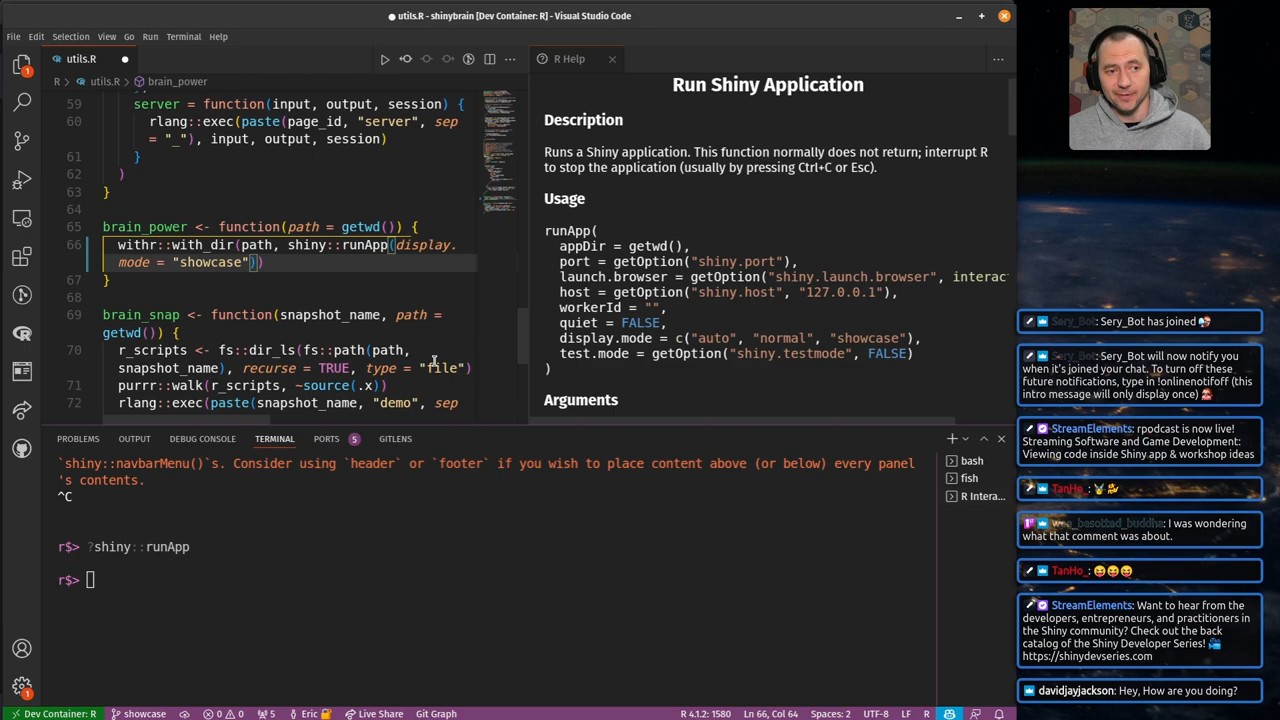 utils.R - shinybrain [Dev Container: R] - Visual Studio Code
File Edit Selection View Go Run Terminal Help
utils.R
R Help
R > utils.R > brain_power
59 server = function(input, output, session) {
60 rlang::exec(paste(page_id, "server", sep
= "_"), input, output, session)
61 }
62 )
63 }
64
65 brain_power <- function(path = getwd()) {
66 withr::with_dir(path, shiny::runApp(display.
mode = "showcase"))
67 }
68
69 brain_snap <- function(snapshot_name, path =
getwd()) {
70 r_scripts <- fs::dir_ls(fs::path(path,
snapshot_name), recurse = TRUE, type = "file")
71 purrr::walk(r_scripts, ~source(.x))
72 rlang::exec(paste(snapshot_name, "demo", sep
Run Shiny Application
Description
Runs a Shiny application. This function normally does not return; interrupt R
to stop the application (usually by pressing Ctrl+C or Esc).
Usage
runApp(
appDir = getwd(),
port = getOption("shiny.port"),
launch.browser = getOption("shiny.launch.browser", interac
host = getOption("shiny.host", "127.0.0.1"),
workerId = "",
quiet = FALSE,
display.mode = c("auto", "normal", "showcase"),
test.mode = getOption("shiny.testmode", FALSE)
)
Arguments
PROBLEMS OUTPUT DEBUG CONSOLE TERMINAL PORTS 5 GITLENS
`shiny::navbarMenu()`s. Consider using `header` or `footer` if you wish to place content above (or below) every panel
's contents.
^C
r$> ?shiny::runApp
r$>
bash
fish
R Intera...
Dev Container: R showcase 0 0 5 Eric Live Share Git Graph R 4.1.2: 1580 Ln 66, Col 64 Spaces: 2 UTF-8 LF R
Sery_Bot: Sery_Bot has joined
Sery_Bot: Sery_Bot will now notify you
when it's joined your chat. To turn off these
future notifications, type in !onlinenotifoff (this
intro message will only display once)
StreamElements: rpodcast is now live!
Streaming Software and Game Development:
Viewing code inside Shiny app & workshop ideas
TanHo_:
wee_besotted_buddha: I was wondering
what that comment was about.
TanHo_:
StreamElements: Want to hear from the
developers, entrepreneurs, and practitioners in
the Shiny community? Check out the back
catalog of the Shiny Developer Series!
https://shinydevseries.com
davidjayjackson: Hey, How are you doing?